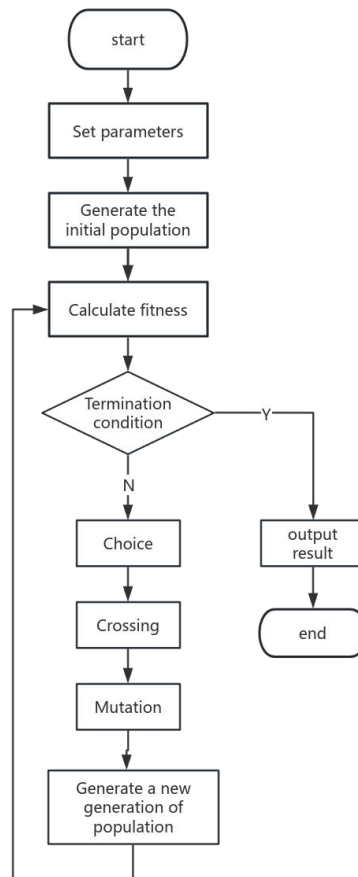 start
Set parameters
Generate the
initial population
Calculate fitness
Termination
condition
Y
N
Choice
output
result
Crossing
end
Mutation
Generate a new
generation of
population